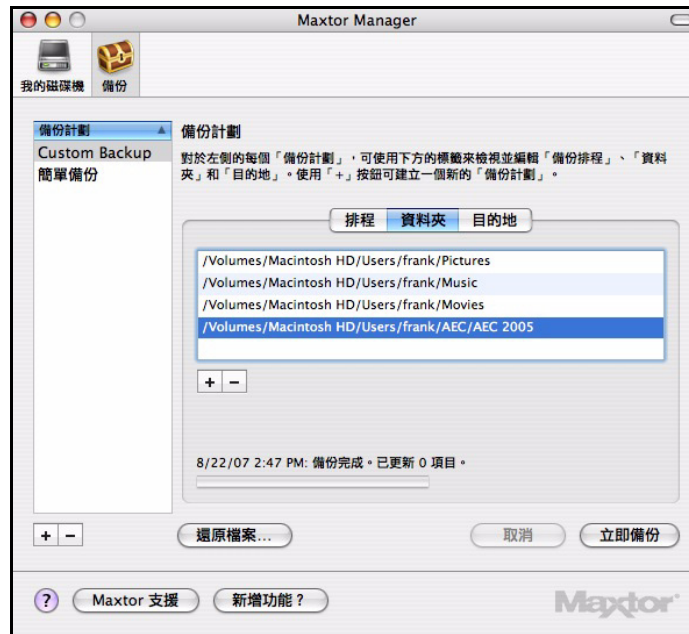 Maxtor Manager
我的磁碟機
備份
備份計劃
Custom Backup
簡單備份
備份計劃
對於左側的每個「備份計劃」，可使用下方的標籤來檢視並編輯「備份排程」、「資料
夾」和「目的地」。使用「+」按鈕可建立一個新的「備份計劃」。
排程 資料夾 目的地
/Volumes/Macintosh HD/Users/frank/Pictures
/Volumes/Macintosh HD/Users/frank/Music
/Volumes/Macintosh HD/Users/frank/Movies
/Volumes/Macintosh HD/Users/frank/AEC/AEC 2005
+ −
8/22/07 2:47 PM: 備份完成。已更新 0 項目。
+ −
還原檔案...
取消
立即備份
?
Maxtor 支援
新增功能？
Maxtor